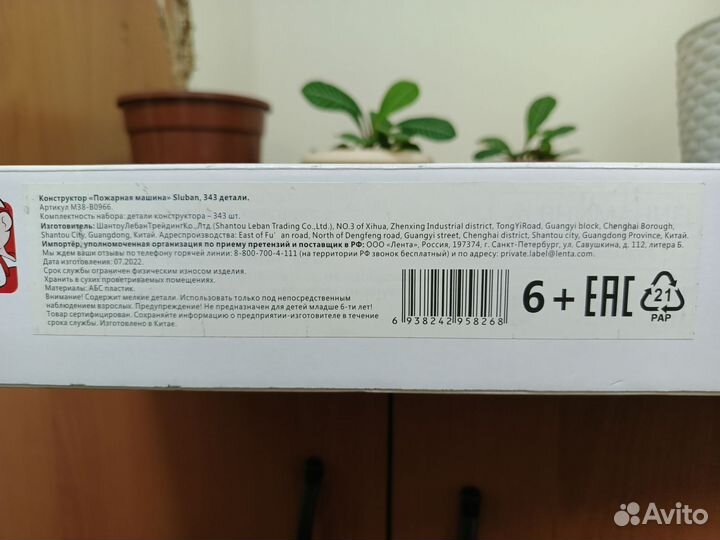 Конструктор «Пожарная машина» Sluban, 343 детали.
Артикул M38-B0966.
Комплектность набора: детали конструктора – 343 шт.
Изготовитель: ШантоуЛебанТрейдингКо.,Лтд.(Shantou Leban Trading Co.,Ltd.), NO.3 of Xihua, Zhenxing Industrial district, TongYiRoad, Guangyi block, Chenghai Borough,
Shantou City, Guangdong, Китай. Адреспроизводства: East of Fu' an road, North of Dengfeng road, Guangyi street, Chenghai district, Shantou city, Guangdong Province, Китай.
Импортёр, уполномоченная организация по приему претензий и поставщик в РФ: ООО «Лента», Россия, 197374, г. Санкт-Петербург, ул. Савушкина, д. 112, литера Б.
Мы ждем ваши отзывы по телефону горячей линии: 8-800-700-4-111 (на территории РФ звонок бесплатный) и по адресу: private.label@lenta.com.
Дата изготовления: 07.2022.
Срок службы ограничен физическим износом изделия.
Хранить в сухих проветриваемых помещениях.
Материалы: АБС пластик.
Внимание! Содержит мелкие детали. Использовать только под непосредственным
наблюдением взрослых. Предупреждение! Не предназначен для детей младше 6-ти лет!
Товар сертифицирован. Сохраняйте информацию о предприятии-изготовителе в течение
срока службы. Изготовлено в Китае.
6 938242 958268
6+ EAC
21
PAP
Avito